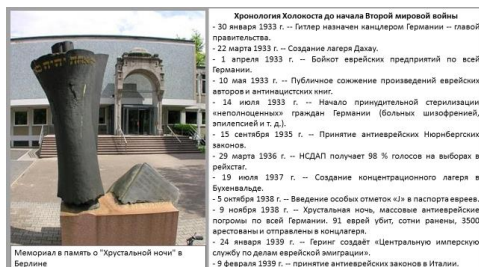 Хронология Холокоста до начала Второй мировой войны
- 30 января 1933 г. -- Гитлер назначен канцлером Германии -- главой
правительства.
- 22 марта 1933 г. -- Создание лагеря Дахау.
- 1 апреля 1933 г. -- Бойкот еврейских предприятий по всей
Германии.
- 10 мая 1933 г. -- Публичное сожжение произведений еврейских
авторов и антинацистских книг.
- 14 июля 1933 г. -- Начало принудительной стерилизации
«неполноценных» граждан Германии (больных шизофренией,
эпилепсией и т. д.).
- 15 сентября 1935 г. -- Принятие антиеврейских Нюрнбергских
законов.
- 29 марта 1936 г. -- НСДАП получает 98 % голосов на выборах в
рейхстаг.
- 19 июля 1937 г. -- Создание концентрационного лагеря в
Бухенвальде.
- 5 октября 1938 г. -- Введение особых отметок «J» в паспорта евреев.
- 9 ноября 1938 г. -- Хрустальная ночь, массовые антиеврейские
погромы по всей Германии. 91 еврей убит, сотни ранены, 3500
арестованы и отправлены в концлагеря.
- 24 января 1939 г. -- Геринг создаёт «Центральную имперскую
службу по делам еврейской эмиграции».
- 9 февраля 1939 г. -- принятие антиеврейских законов в Италии.
Мемориал в память о "Хрустальной ночи" в
Берлине